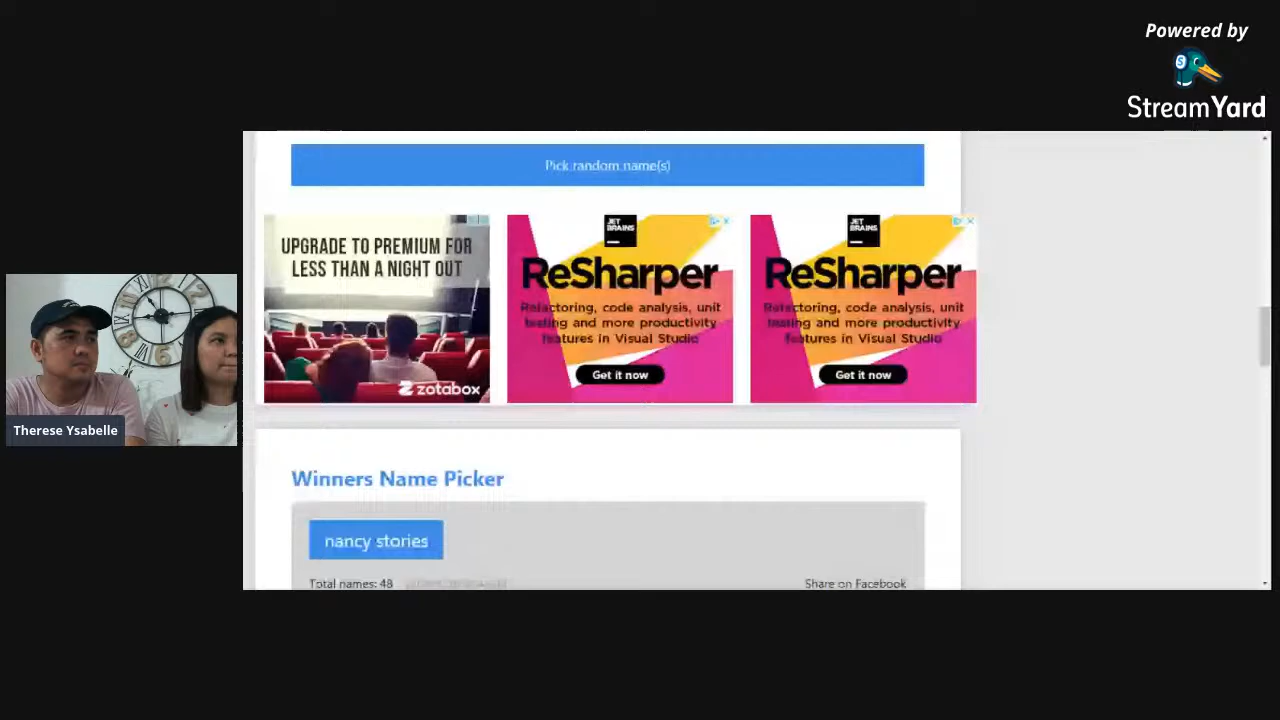 Powered by
StreamYard
Pick random name(s)
UPGRADE TO PREMIUM FOR
LESS THAN A NIGHT OUT
zotabox
JET
BRAINS
ReSharper
Refactoring, code analysis, unit
testing and more productivity
features in Visual Studio
Get it now
JET
BRAINS
ReSharper
Refactoring, code analysis, unit
testing and more productivity
features in Visual Studio
Get it now
Therese Ysabelle
Winners Name Picker
nancy stories
Total names: 48
Share on Facebook